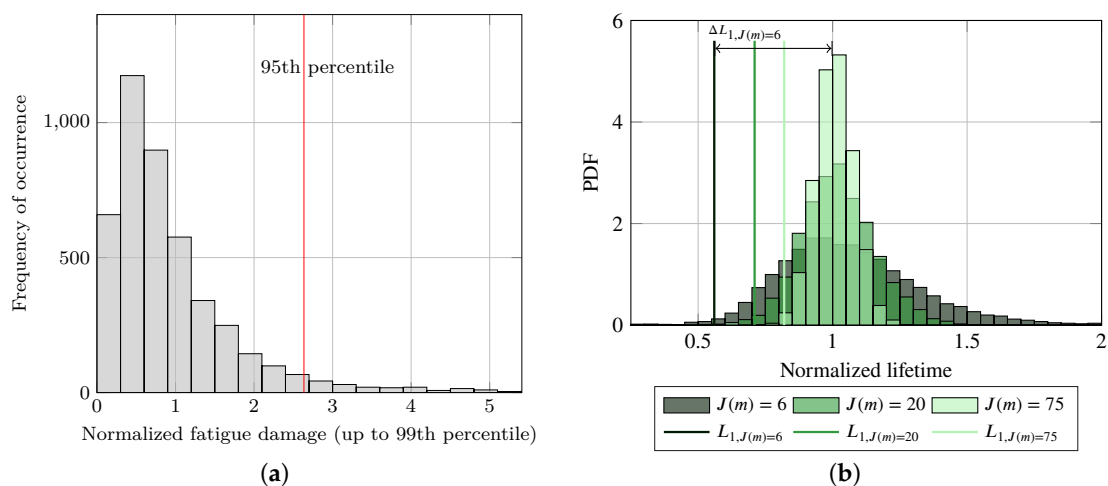 Frequency of occurrence
1,000
500
0
95th percentile
0 1 2 3 4 5
Normalized fatigue damage (up to 99th percentile)
(a)
PDF
6
4
2
0
ΔL1,J(m)=6
0.5 1 1.5 2
Normalized lifetime
J(m) = 6 J(m) = 20 J(m) = 75
L1,J(m)=6 L1,J(m)=20 L1,J(m)=75
(b)